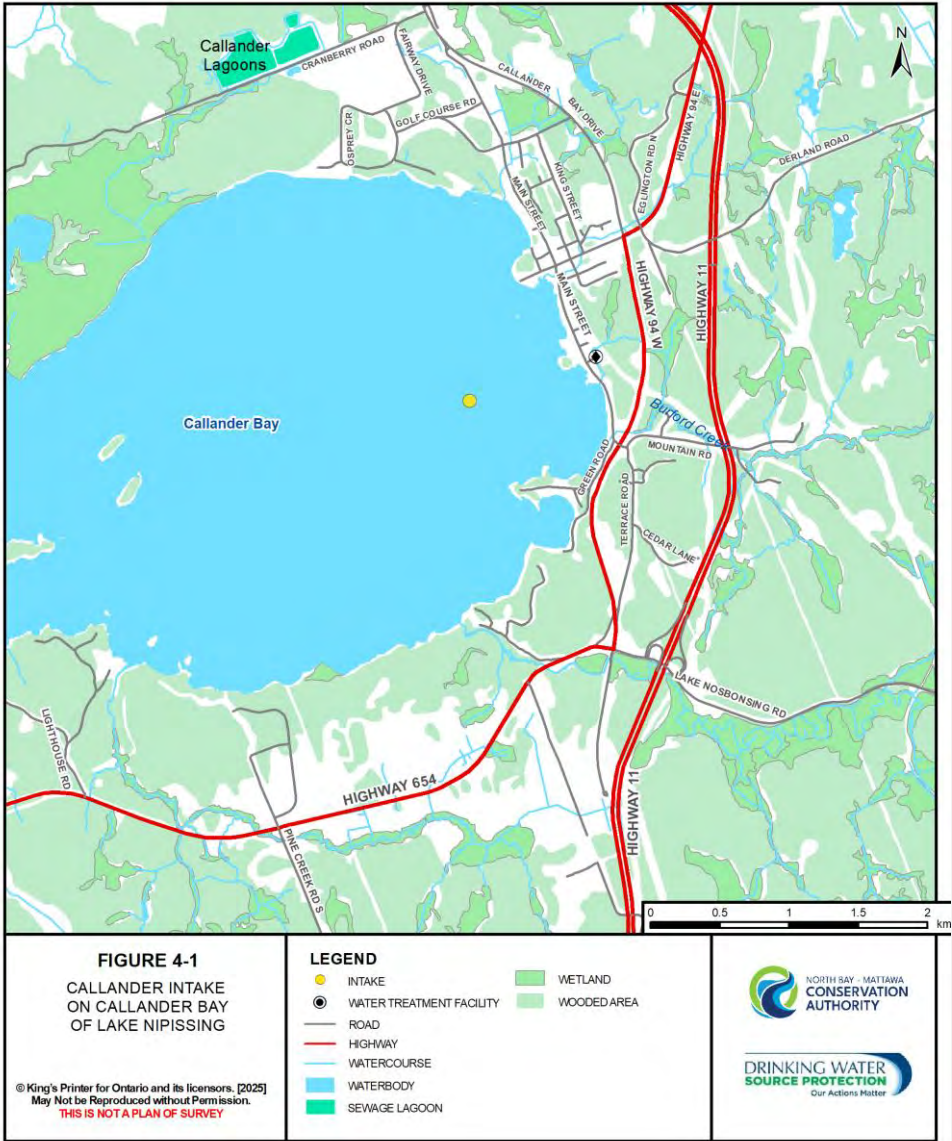 Callander
Lagoons
CRANBERRY ROAD
FAIRWAY DRIVE
CALLANDER
BAY DRIVE
N
GOLF COURSE RD
OSPREY CR
MAIN STREET
KING STREET
EGLINGTON RD N
HIGHWAY 94 E
DERLAND ROAD
MAIN STREET
HIGHWAY 94 W
HIGHWAY 11
Callander Bay
Burford Creek
MOUNTAIN RD
GREEN ROAD
TERRACE ROAD
CEDAR LANE
LAKE NOSBONSING RD
LIGHTHOUSE RD
HIGHWAY 654
PINE CREEK RD S
HIGHWAY 11
0 0.5 1 1.5 2
km
FIGURE 4-1
CALLANDER INTAKE
ON CALLANDER BAY
OF LAKE NIPISSING
© King's Printer for Ontario and its licensors. [2025]
May Not be Reproduced without Permission.
THIS IS NOT A PLAN OF SURVEY
LEGEND
INTAKE
WATER TREATMENT FACILITY
ROAD
HIGHWAY
WATERCOURSE
WATERBODY
SEWAGE LAGOON
WETLAND
WOODED AREA
NORTH BAY - MATTAWA
CONSERVATION
AUTHORITY
DRINKING WATER
SOURCE PROTECTION
Our Actions Matter